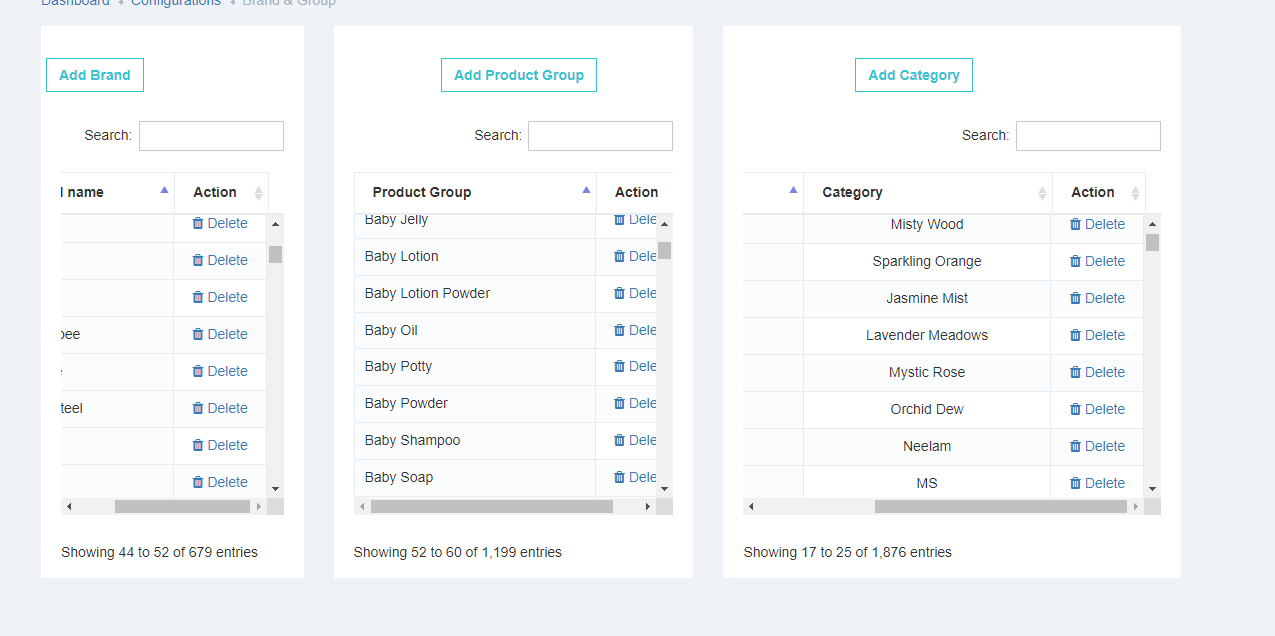 Dashboard Configurations Brand & Group
Add Brand
Search:
name Action
Delete
Delete
Delete
Delete
Delete
teel Delete
Delete
Delete
Showing 44 to 52 of 679 entries
Add Product Group
Search:
Product Group Action
Baby Jelly Dele
Baby Lotion Dele
Baby Lotion Powder Dele
Baby Oil Dele
Baby Potty Dele
Baby Powder Dele
Baby Shampoo Dele
Baby Soap Dele
Showing 52 to 60 of 1,199 entries
Add Category
Search:
Category Action
Misty Wood Delete
Sparkling Orange Delete
Jasmine Mist Delete
Lavender Meadows Delete
Mystic Rose Delete
Orchid Dew Delete
Neelam Delete
MS Delete
Showing 17 to 25 of 1,876 entries